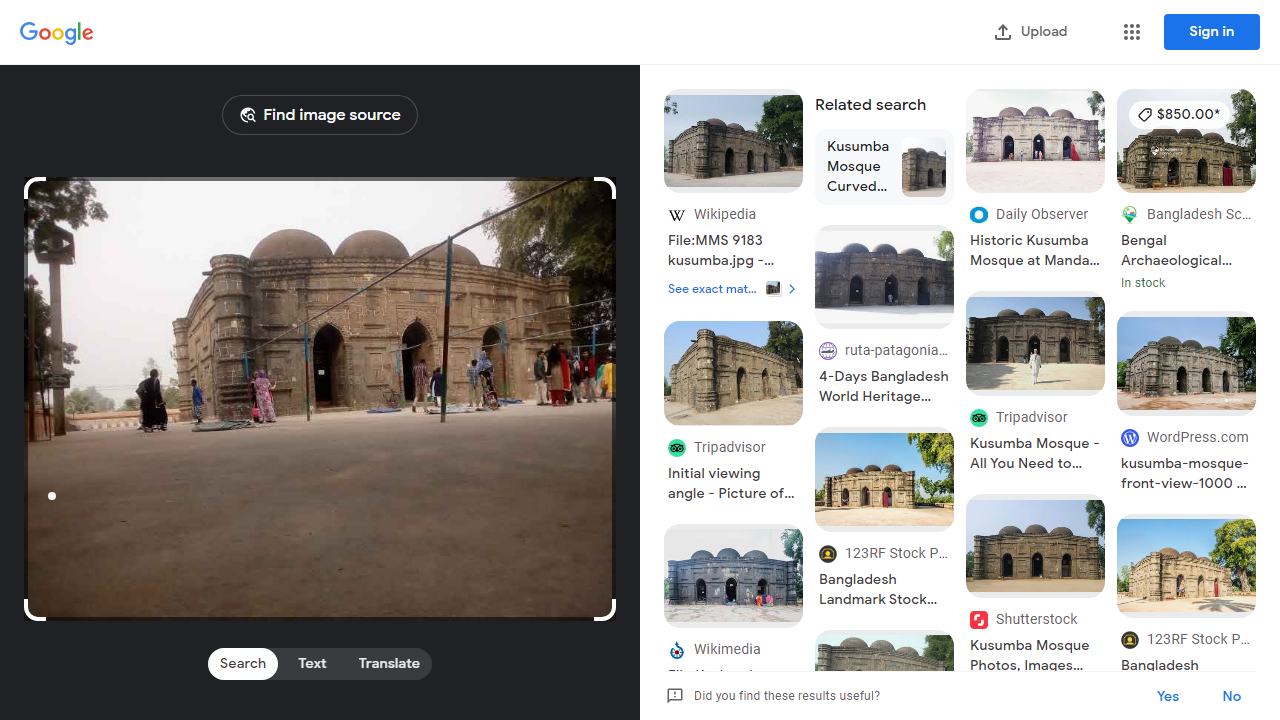 Google
Upload
Sign in
Find image source
Search
Text
Translate
Wikipedia
File:MMS 9183
kusumba.jpg -...
See exact mat...
Tripadvisor
Initial viewing
angle - Picture of...
Wikimedia
Related search
Kusumba
Mosque
Curved...
ruta-patagonia...
4-Days Bangladesh
World Heritage...
123RF Stock P...
Bangladesh
Landmark Stock...
Daily Observer
Historic Kusumba
Mosque at Manda...
Tripadvisor
Kusumba Mosque -
All You Need to...
Shutterstock
Kusumba Mosque
Photos, Images...
$850.00*
Bangladesh Sc...
Bengal
Archaeological...
In stock
WordPress.com
kusumba-mosque-
front-view-1000 ...
123RF Stock P...
Bangladesh
Did you find these results useful?
Yes
No